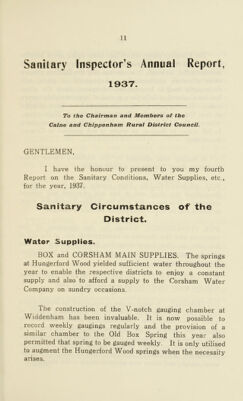 11
Sanitary Inspector's Annual Report,
1937.
To the Chairman and Members of the
Calne and Chippenham Rural District Council.
GENTLEMEN,
I have the honour to present to you my fourth
Report on the Sanitary Conditions, Water Supplies, etc.,
for the year, 1937.
Sanitary Circumstances of the
District.
Water Supplies.
BOX and CORSHAM MAIN SUPPLIES. The springs
at Hungerford Wood yielded sufficient water throughout the
year to enable the respective districts to enjoy a constant
supply and also to afford a supply to the Corsham Water
Company on sundry occasions.
The construction of the V-notch gauging chamber at
Widdenham has been invaluable. It is now possible to
record weekly gaugings regularly and the provision of a
similar chamber to the Old Box Spring this year also
permitted that spring to be gauged weekly. It is only utilised
to augment the Hungerford Wood springs when the necessity
arises.